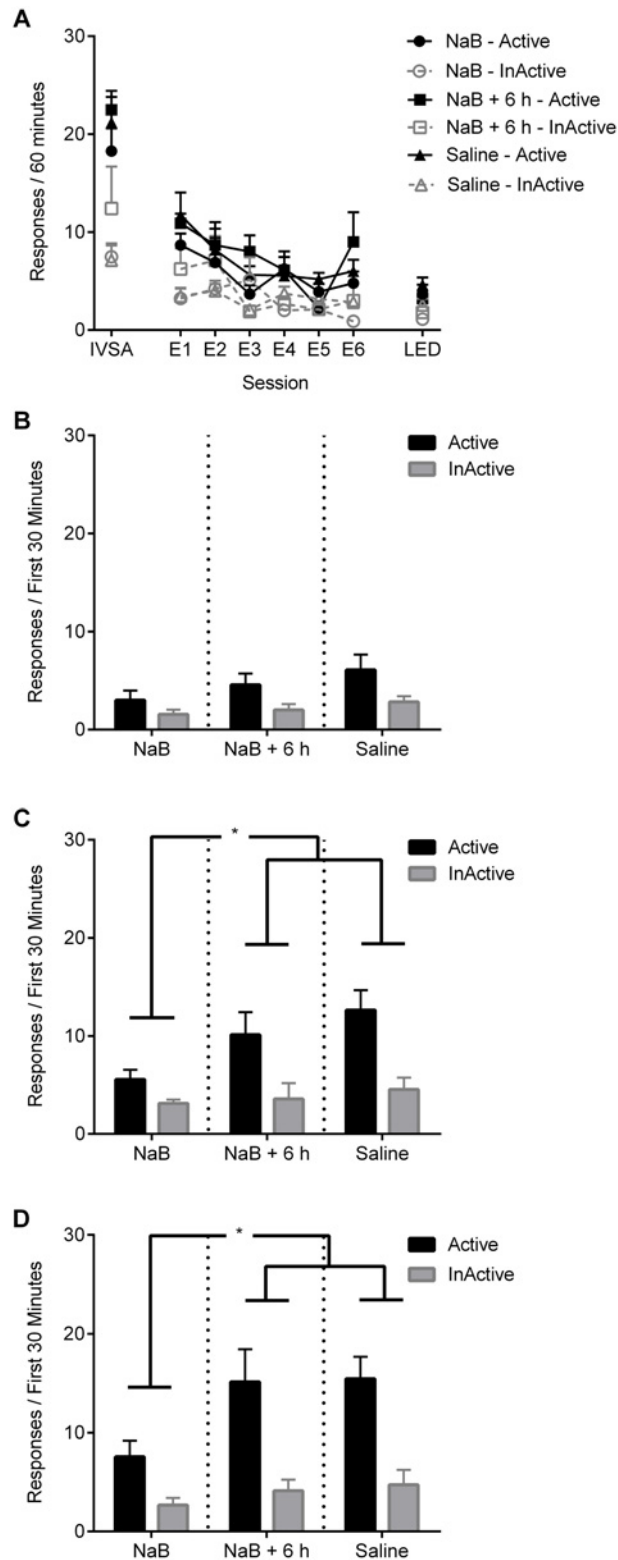 A
Responses / 60 minutes
30
20
10
0
IVSA E1 E2 E3 E4 E5 E6 LED
Session
NaB - Active
NaB - InActive
NaB + 6 h - Active
NaB + 6 h - InActive
Saline - Active
Saline - InActive
B
Responses / First 30 Minutes
30
20
10
0
NaB NaB + 6 h Saline
Active
InActive
C
Responses / First 30 Minutes
30
20
10
0
*
NaB NaB + 6 h Saline
Active
InActive
D
Responses / First 30 Minutes
30
20
10
0
*
NaB NaB + 6 h Saline
Active
InActive